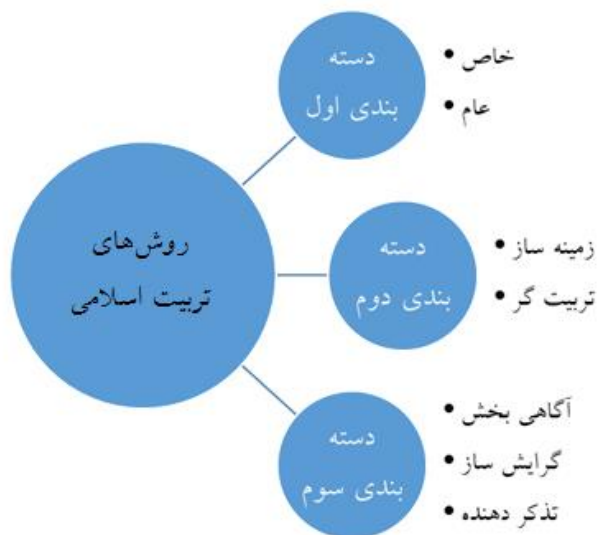 روش‌های
تربیت اسلامی
دسته
بندی اول
• خاص
• عام
دسته
بندی دوم
• زمینه ساز
• تربیت گر
دسته
بندی سوم
• آگاهی بخش
• گرایش ساز
• تذکر دهنده